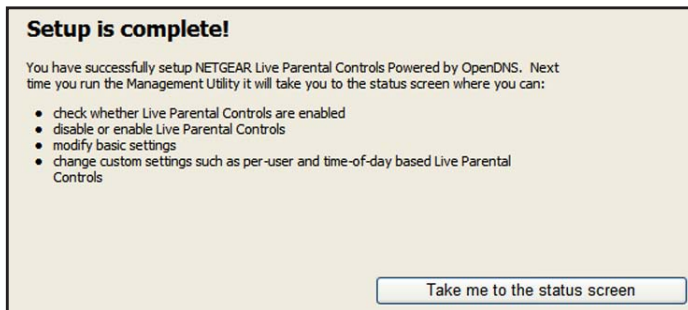 Setup is complete!
You have successfully setup NETGEAR Live Parental Controls Powered by OpenDNS. Next
time you run the Management Utility it will take you to the status screen where you can:
• check whether Live Parental Controls are enabled
• disable or enable Live Parental Controls
• modify basic settings
• change custom settings such as per-user and time-of-day based Live Parental
Controls
Take me to the status screen